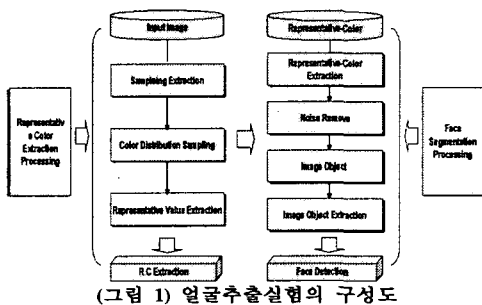 Input Image
Sampining Extraction
Color Distribution Sampling
Representative Value Extraction
R.C Extraction
Representativ
e Color
Extraction
Processing
Representative-Color
Representative-Color
Extraction
Noise Remove
Image Object
Image Object Extraction
Face Detection
Face
Segmentation
Processing
(그림 1) 얼굴추출실험의 구성도